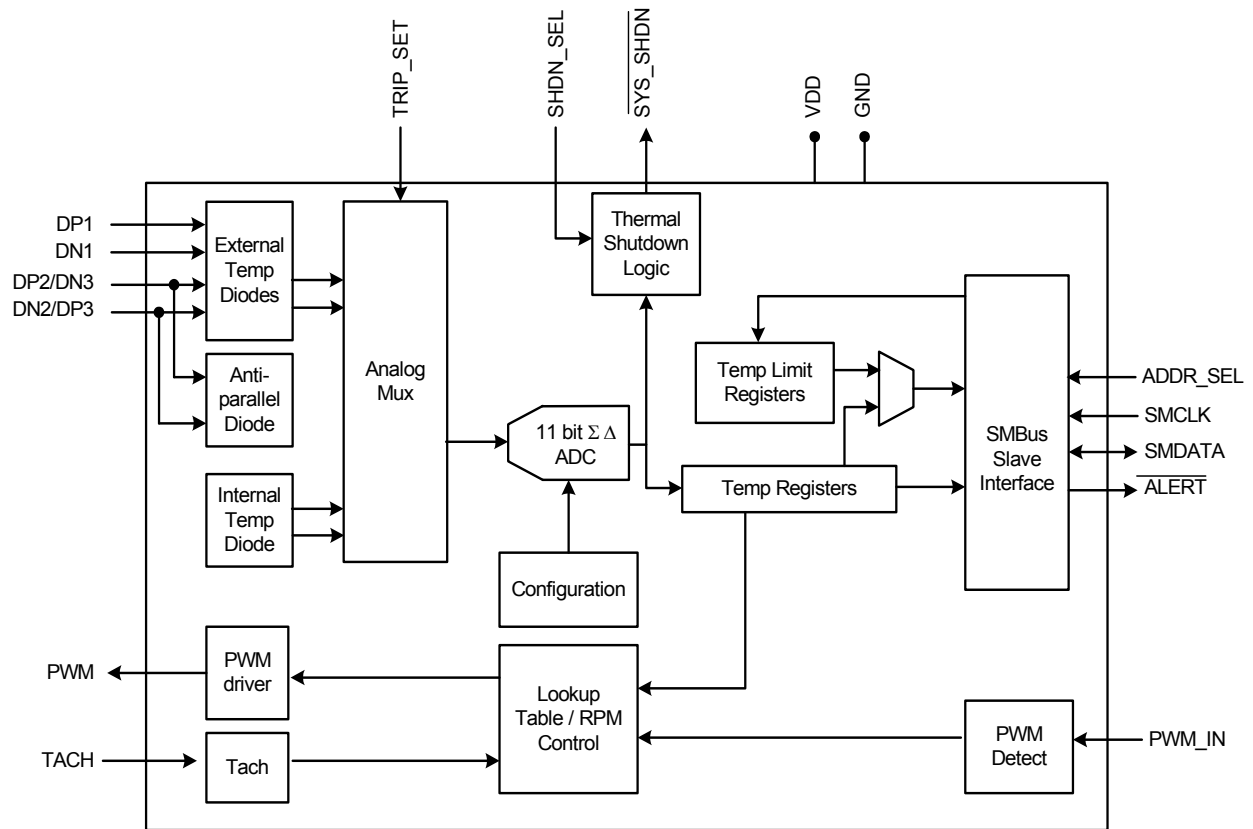 TRIP_SET
SHDN_SEL
SYS_SHDN
VDD
GND
DP1
DN1
DP2/DN3
DN2/DP3
External
Temp
Diodes
Anti-
parallel
Diode
Internal
Temp
Diode
Analog
Mux
Thermal
Shutdown
Logic
11 bit Σ Δ
ADC
Configuration
Temp Limit
Registers
Temp Registers
SMBus
Slave
Interface
ADDR_SEL
SMCLK
SMDATA
ALERT
PWM
PWM
driver
TACH
Tach
Lookup
Table / RPM
Control
PWM
Detect
PWM_IN